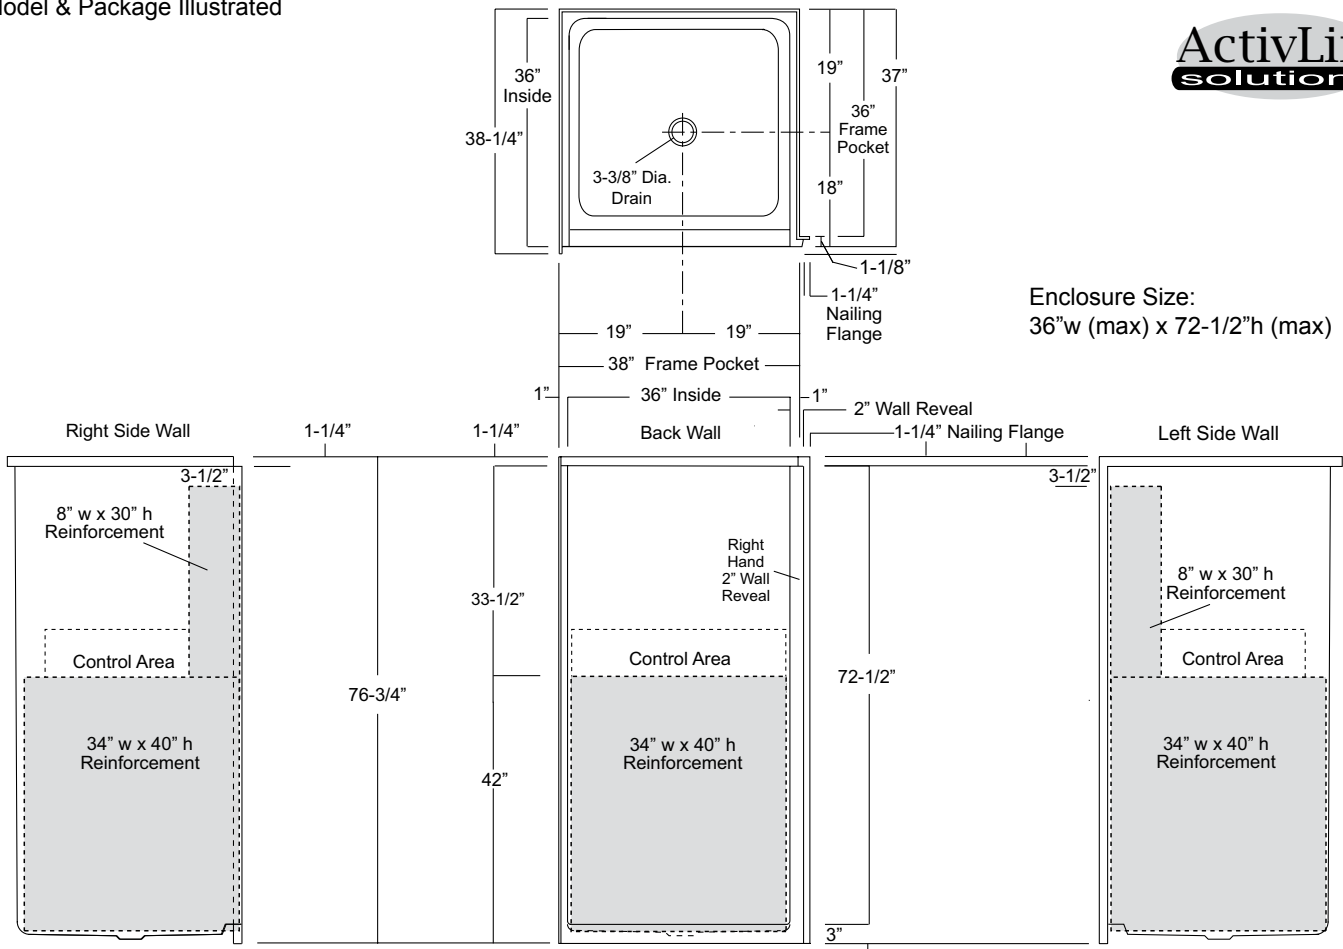 Model & Package Illustrated
36”
Inside
38-1/4”
3-3/8” Dia.
Drain
19”
37”
36”
Frame
Pocket
18”
1-1/8”
1-1/4”
Nailing
Flange
solution
Enclosure Size:
36”w (max) x 72-1/2”h (max)
19”
19”
38” Frame Pocket
1”
36” Inside
1”
2” Wall Reveal
Right Side Wall
1-1/4”
1-1/4”
Back Wall
1-1/4” Nailing Flange
Left Side Wall
3-1/2”
8” w x 30” h
Reinforcement
Control Area
34” w x 40” h
Reinforcement
76-3/4”
33-1/2”
42”
Right
Hand
2” Wall
Reveal
Control Area
34” w x 40” h
Reinforcement
72-1/2”
3”
3-1/2”
8” w x 30” h
Reinforcement
Control Area
34” w x 40” h
Reinforcement